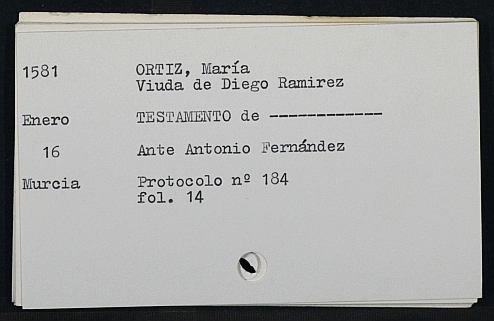 1581 ORTIZ, María
Viuda de Diego Ramirez
Enero TESTAMENTO de ------------
16 Ante Antonio Fernández
Murcia Protocolo nº 184
fol. 14